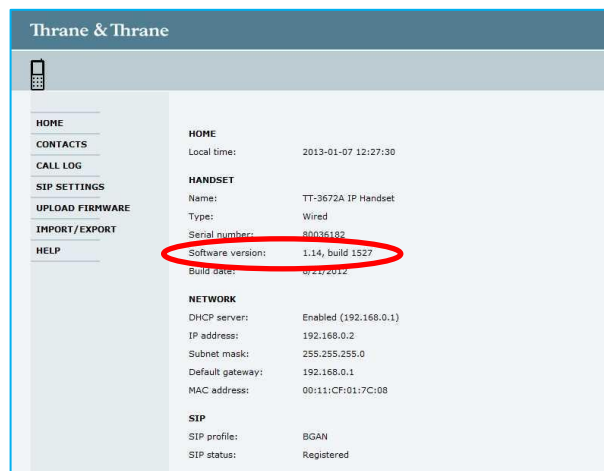 Thrane & Thrane
HOME
CONTACTS
CALL LOG
SIP SETTINGS
UPLOAD FIRMWARE
IMPORT/EXPORT
HELP
HOME
Local time: 2013-01-07 12:27:30
HANDSET
Name: TT-3672A IP Handset
Type: Wired
Serial number: 80036182
Software version: 1.14, build 1527
Build date: 6/21/2012
NETWORK
DHCP server: Enabled (192.168.0.1)
IP address: 192.168.0.2
Subnet mask: 255.255.255.0
Default gateway: 192.168.0.1
MAC address: 00:11:CF:01:7C:08
SIP
SIP profile: BGAN
SIP status: Registered